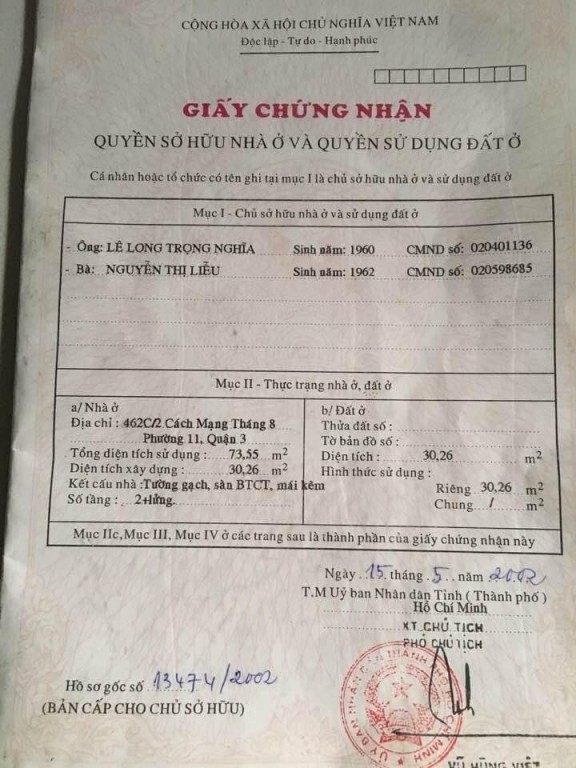 CỘNG HÒA XÃ HỘI CHỦ NGHĨA VIỆT NAM
Độc lập - Tự do - Hạnh phúc
GIẤY CHỨNG NHẬN
QUYỀN SỞ HỮU NHÀ Ở VÀ QUYỀN SỬ DỤNG ĐẤT Ở
Cá nhân hoặc tổ chức có tên ghi tại mục I là chủ sở hữu nhà ở và sử dụng đất ở
Mục I - Chủ sở hữu nhà ở và sử dụng đất ở
- Ông: LÊ LONG TRỌNG NGHĨA Sinh năm: 1960 CMND số: 020401136
- Bà: NGUYỄN THỊ LIỄU Sinh năm: 1962 CMND số: 020598685
Mục II - Thực trạng nhà ở, đất ở
a/ Nhà ở
Địa chỉ : 462C/2 Cách Mạng Tháng 8
Phường 11, Quận 3
Tổng diện tích sử dụng : 73,55 m2
Diện tích xây dựng : 30,26 m2
Kết cấu nhà : Tường gạch, sàn BTCT, mái kẽm
Số tầng : 2+lửng.
b/ Đất ở
Thửa đất số :
Tờ bản đồ số :
Diện tích : 30,26 m2
Hình thức sử dụng :
Riêng 30,26 m2
Chung / m2
Mục IIc, Mục III, Mục IV ở các trang sau là thành phần của giấy chứng nhận này
Ngày 15 tháng 5 năm 2002
T.M Uỷ ban Nhân dân Tỉnh ( Thành phố )
Hồ Chí Minh
KT.CHỦ TỊCH
PHÓ CHỦ TỊCH
Hồ sơ gốc số 13474/2002
(BẢN CẤP CHO CHỦ SỞ HỮU)
VŨ HÙNG VIỆT